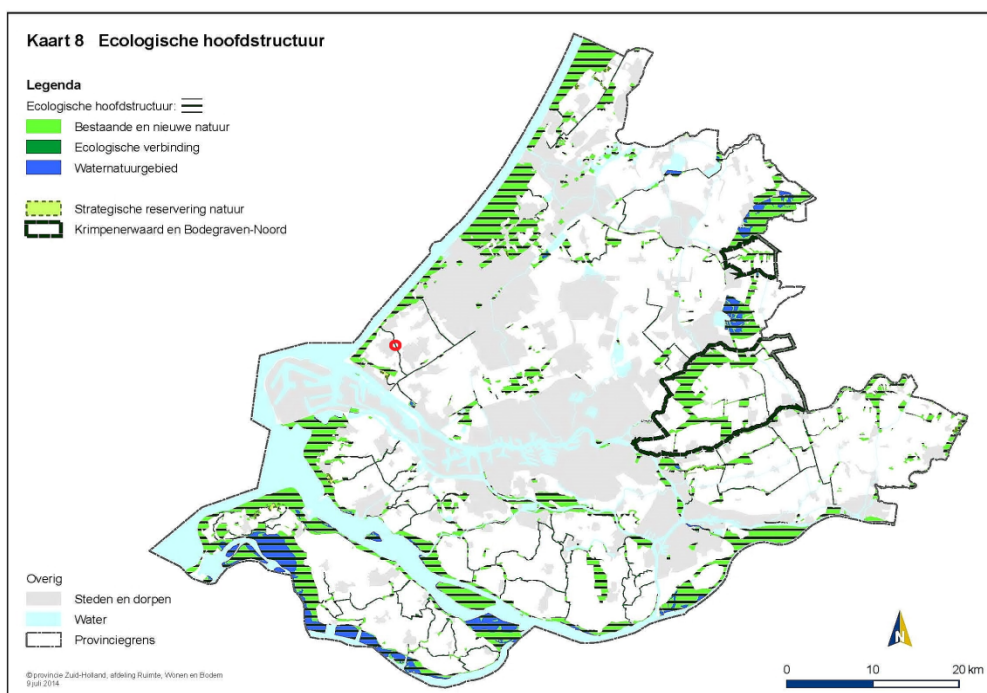 Kaart 8 Ecologische hoofdstructuur
Legenda
Ecologische hoofdstructuur:
Bestaande en nieuwe natuur
Ecologische verbinding
Waternatuurgebied
Strategische reservering natuur
Krimpenerwaard en Bodegraven-Noord
Overig
Steden en dorpen
Water
Provinciegrens
© provincie Zuid-Holland, afdeling Ruimte, Wonen en Bodem
9 juli 2014
N
0 10 20 km